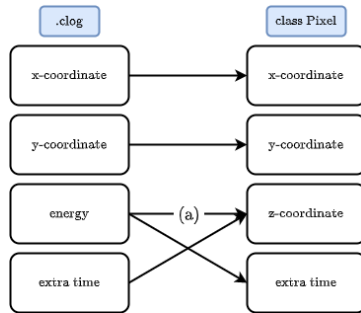 .clog class Pixel
x-coordinate x-coordinate
y-coordinate y-coordinate
energy (a) z-coordinate
extra time extra time